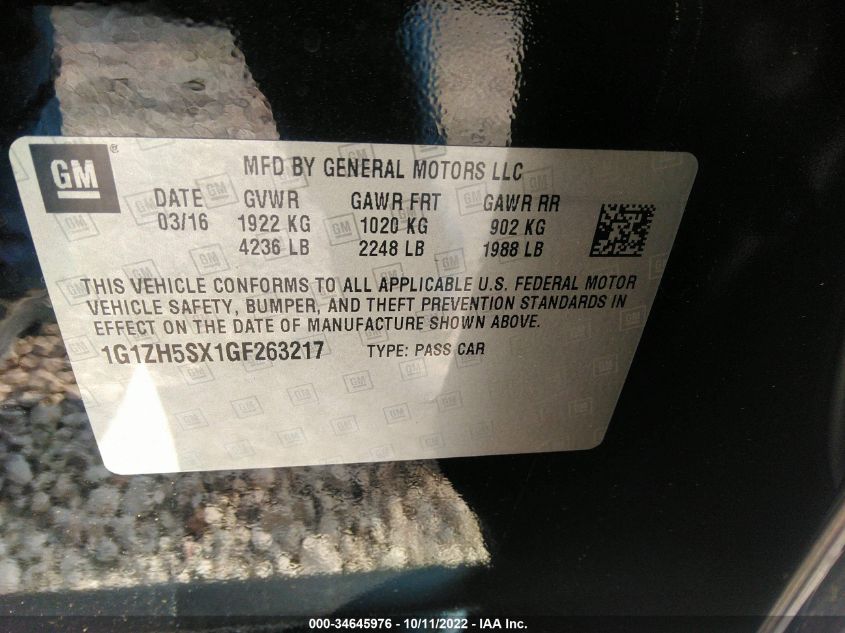 GM
MFD BY GENERAL MOTORS LLC
DATE GVWR GAWR FRT GAWR RR
03/16 1922 KG 1020 KG 902 KG
4236 LB 2248 LB 1988 LB
THIS VEHICLE CONFORMS TO ALL APPLICABLE U.S. FEDERAL MOTOR
VEHICLE SAFETY, BUMPER, AND THEFT PREVENTION STANDARDS IN
EFFECT ON THE DATE OF MANUFACTURE SHOWN ABOVE.
1G1ZH5SX1GF263217 TYPE: PASS CAR
000-34645976 | 10/11/2022 - IAA Inc.